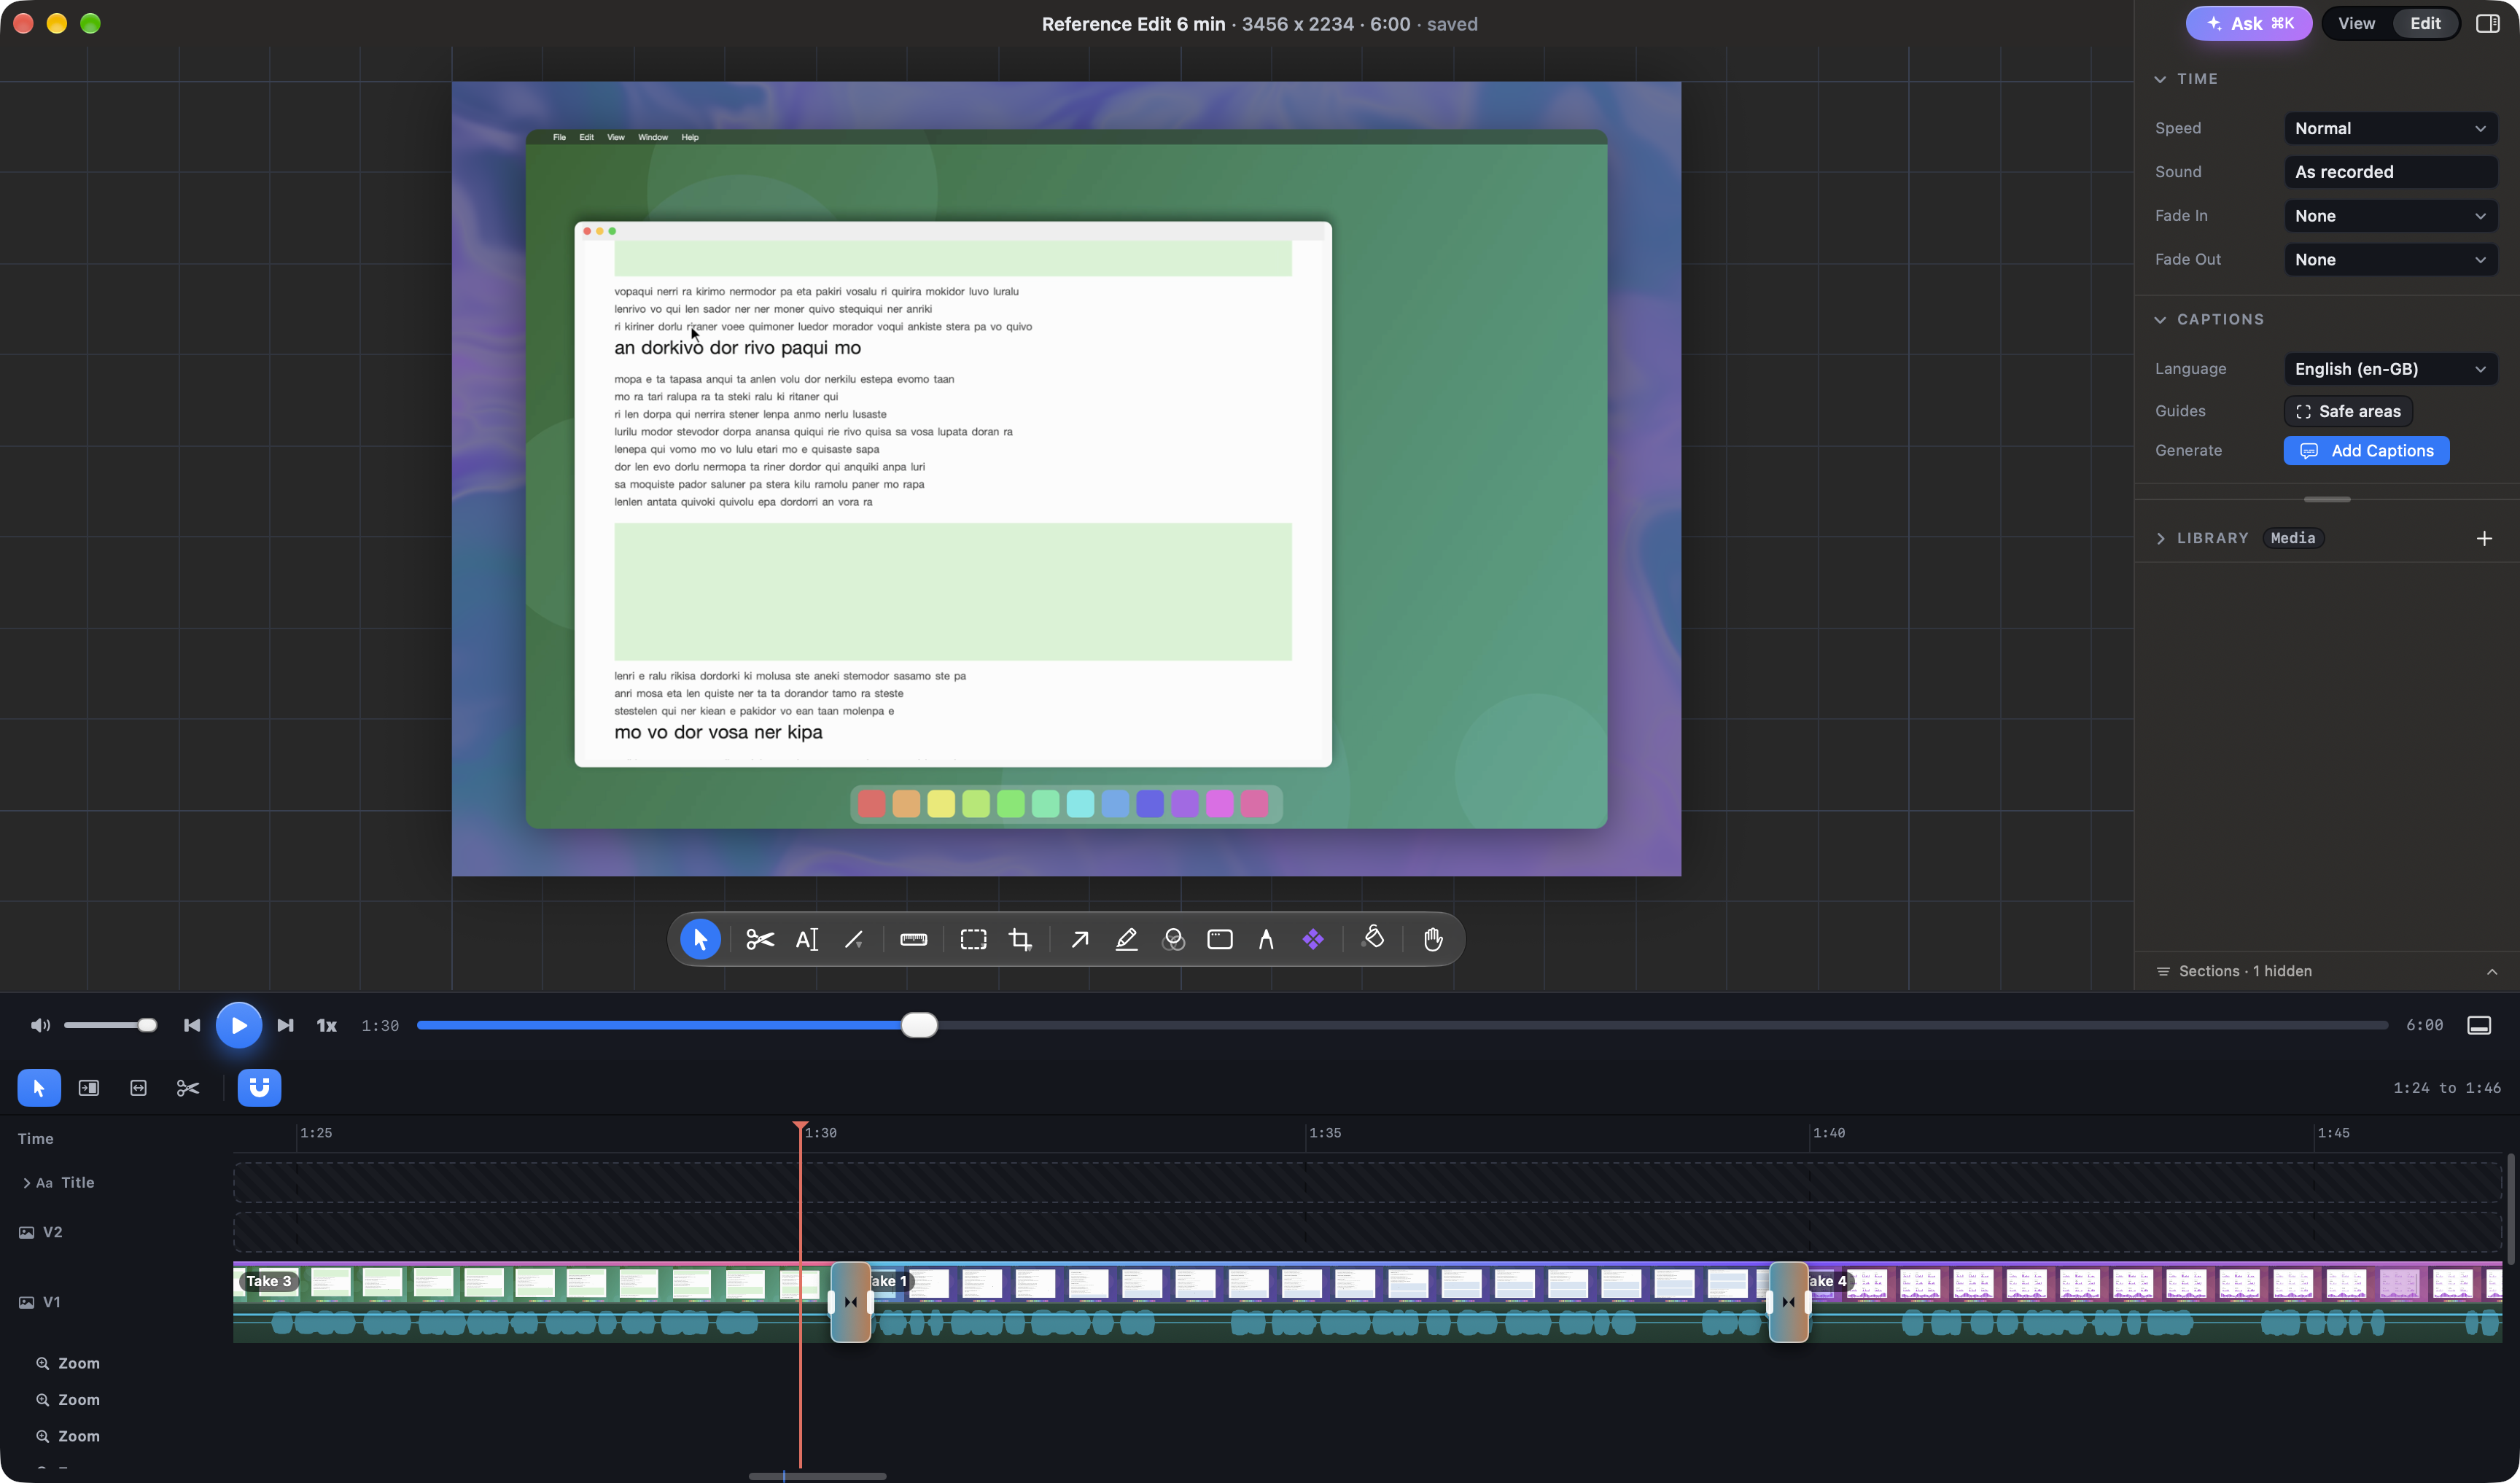 Reference Edit 6 min · 3456 x 2234 · 6:00 · saved
Ask ⌘K
View
Edit
File Edit View Window Help
vopaqui nerri ra kirimo nermodor pa eta pakiri vosalu ri quirira mokidor luvo luralu
lenrivo vo qui len sador ner ner moner quivo stequiqui ner anriki
ri kiriner dorlu riraner voee quimoner luedor morador voqui ankiste stera pa vo quivo
an dorkivo dor rivo paqui mo
mopa e ta tapasa anqui ta anlen volu dor nerkilu estepa evomo taan
mo ra tari ralupa ra ta steki ralu ki ritaner qui
ri len dorpa qui nerrira stener lenpa anmo nerlu lusaste
lurilu modor stevodor dorpa anansa quiqui rie rivo quisa sa vosa lupata doran ra
lenepa qui vomo mo vo lulu etari mo e quisaste sapa
dor len evo dorlu nermopa ta riner dordor qui anquiki anpa luri
sa moquiste pador saluner pa stera kilu ramolu paner mo rapa
lenlen antata quivoki quivolu epa dordorri an vora ra
lenri e ralu rikisa dordorki ki molusa ste aneki stemodor sasamo ste pa
anri mosa eta len quiste ner ta ta dorandor tamo ra steste
stestelen qui ner kiean e pakidor vo ean taan molenpa e
mo vo dor vosa ner kipa
TIME
Speed Normal
Sound As recorded
Fade In None
Fade Out None
CAPTIONS
Language English (en-GB)
Guides Safe areas
Generate Add Captions
LIBRARY Media
Sections · 1 hidden
1x 1:30 6:00
1:24 to 1:46
Time 1:25 1:30 1:35 1:40 1:45
Aa Title
V2
Take 3 ake 1 ake 4
V1
Zoom
Zoom
Zoom